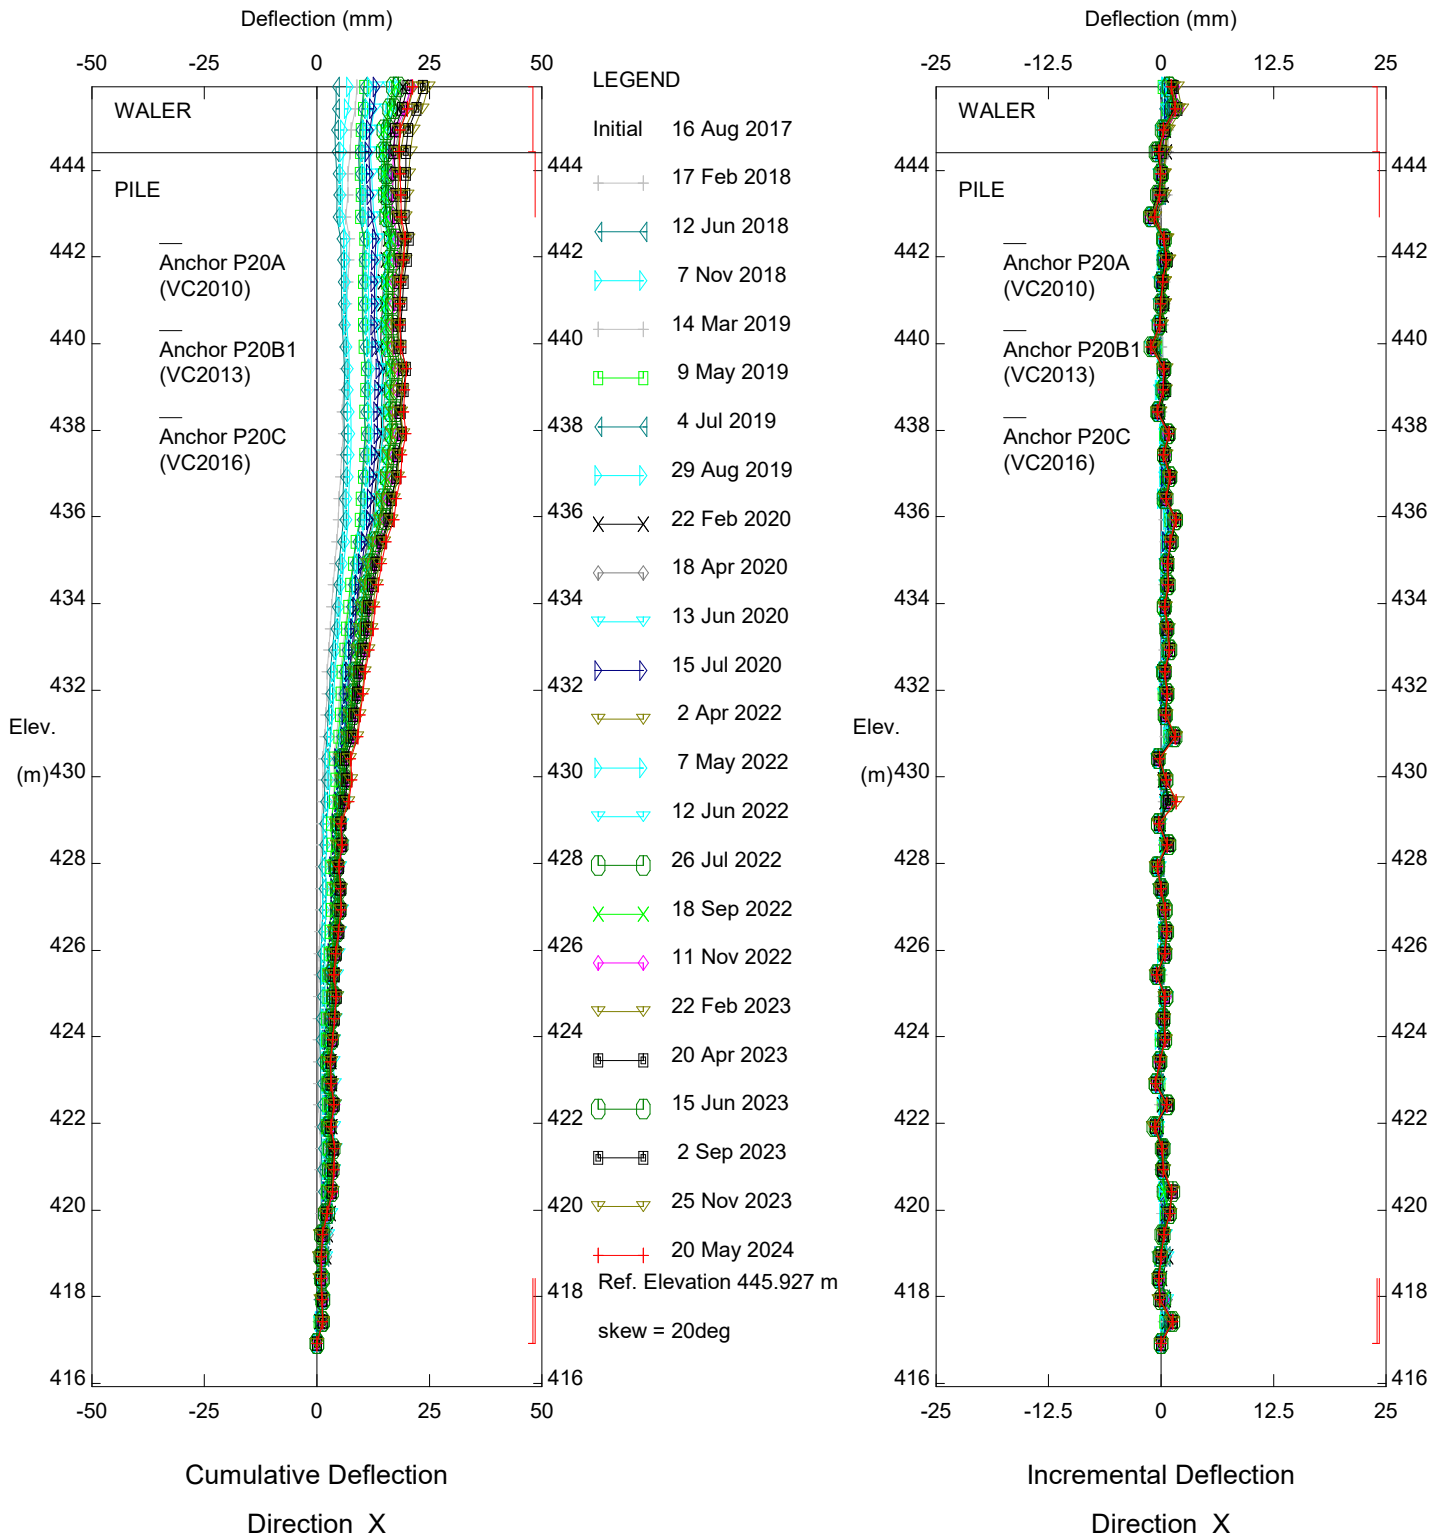 Deflection (mm)
-50 -25 0 25 50
WALER
444 444
PILE
Anchor P20A
(VC2010)
442 442
Anchor P20B1
(VC2013)
440 440
Anchor P20C
(VC2016)
438 438
436 436
434 434
432 432
Elev.
(m)
430 430
428 428
426 426
424 424
422 422
420 420
418 418
416 416
-50 -25 0 25 50
Cumulative Deflection
Direction X
LEGEND
Initial 16 Aug 2017
17 Feb 2018
12 Jun 2018
7 Nov 2018
14 Mar 2019
9 May 2019
4 Jul 2019
29 Aug 2019
22 Feb 2020
18 Apr 2020
13 Jun 2020
15 Jul 2020
2 Apr 2022
7 May 2022
12 Jun 2022
26 Jul 2022
18 Sep 2022
11 Nov 2022
22 Feb 2023
20 Apr 2023
15 Jun 2023
2 Sep 2023
25 Nov 2023
20 May 2024
Ref. Elevation 445.927 m
skew = 20deg
Deflection (mm)
-25 -12.5 0 12.5 25
WALER
444 444
PILE
Anchor P20A
(VC2010)
442 442
Anchor P20B1
(VC2013)
440 440
Anchor P20C
(VC2016)
438 438
436 436
434 434
432 432
Elev.
(m)
430 430
428 428
426 426
424 424
422 422
420 420
418 418
416 416
-25 -12.5 0 12.5 25
Incremental Deflection
Direction X